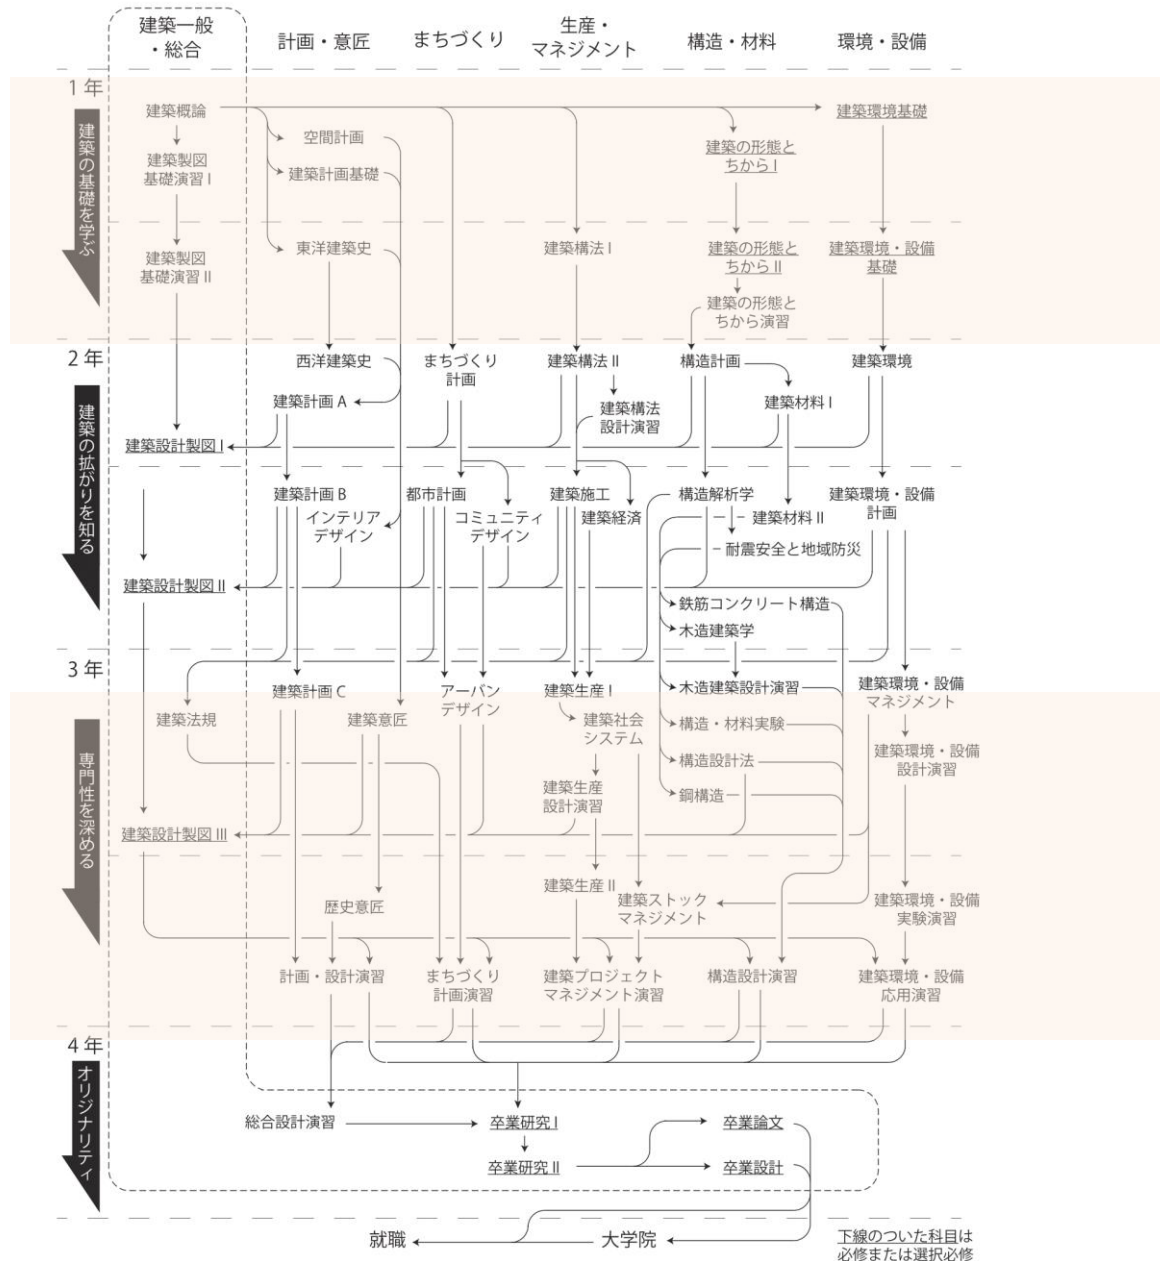 建築一般
・総合
計画・意匠
まちづくり
生産・
マネジメント
構造・材料
環境・設備
1年
建築の基礎を学ぶ
建築概論
建築環境基礎
空間計画
建築の形態と
ちからI
建築製図
基礎演習I
建築計画基礎
東洋建築史
建築構法I
建築の形態と
ちからII
建築環境・設備
基礎
建築製図
基礎演習II
建築の形態と
ちから演習
2年
建築の拡がりを知る
西洋建築史
まちづくり
計画
建築構法II
構造計画
建築環境
建築計画A
建築構法
設計演習
建築材料I
建築設計製図I
建築計画B
都市計画
建築施工
構造解析学
建築環境・設備
計画
インテリア
デザイン
コミュニティ
デザイン
建築経済
建築材料II
耐震安全と地域防災
建築設計製図II
鉄筋コンクリート構造
木造建築学
3年
専門性を深める
建築計画C
アーバン
デザイン
建築生産I
木造建築設計演習
建築環境・設備
マネジメント
建築法規
建築意匠
建築社会
システム
構造・材料実験
建築環境・設備
設計演習
構造設計法
建築生産
設計演習
鋼構造
建築設計製図III
建築生産II
歴史意匠
建築ストック
マネジメント
建築環境・設備
実験演習
計画・設計演習
まちづくり
計画演習
建築プロジェクト
マネジメント演習
構造設計演習
建築環境・設備
応用演習
4年
オリジナリティ
総合設計演習
卒業研究I
卒業論文
卒業研究II
卒業設計
就職
大学院
下線のついた科目は
必修または選択必修